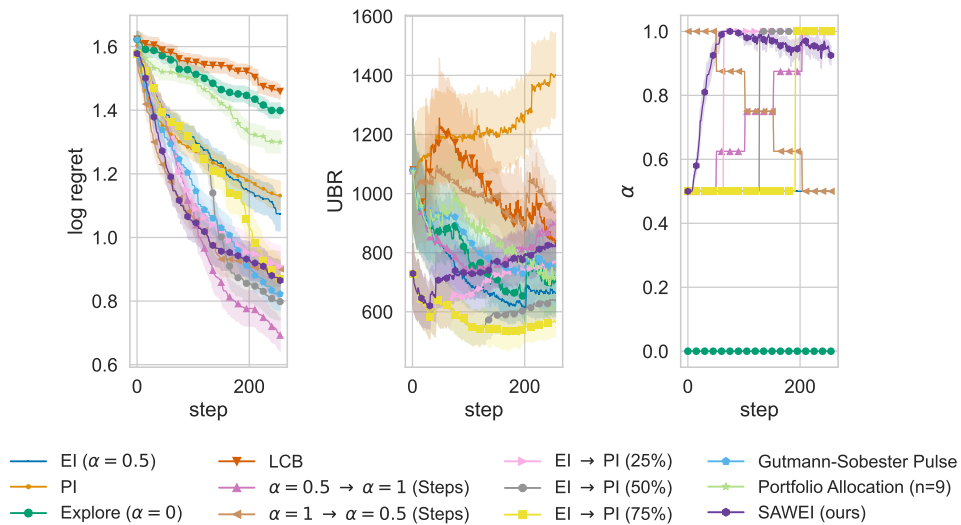 1.6
1.4
1.2
1.0
0.8
0.6
log regret
0
200
step
1600
1400
1200
1000
800
600
UBR
0
200
step
1.0
0.8
0.6
0.4
0.2
0.0
α
0
200
step
EI (α = 0.5)
PI
Explore (α = 0)
LCB
α = 0.5 → α = 1 (Steps)
α = 1 → α = 0.5 (Steps)
EI → PI (25%)
EI → PI (50%)
EI → PI (75%)
Gutmann-Sobester Pulse
Portfolio Allocation (n=9)
SAWEI (ours)